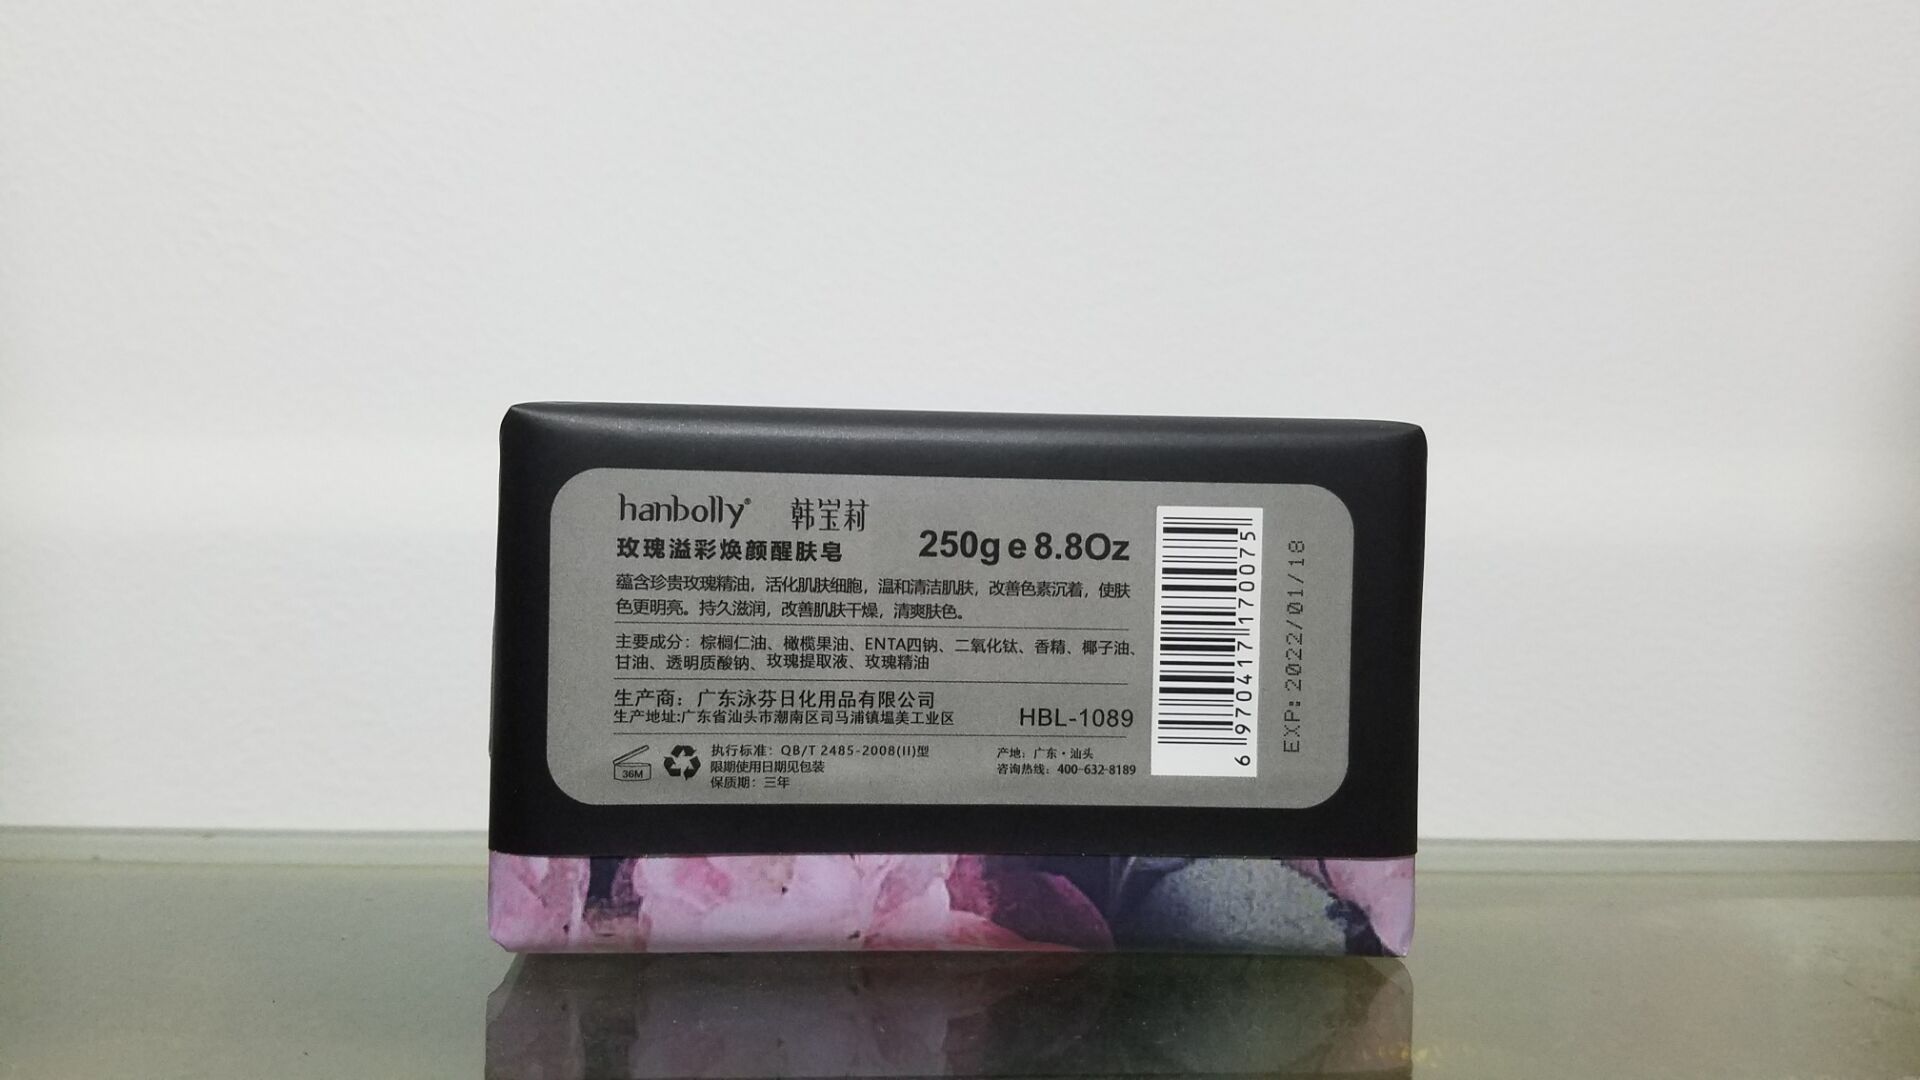 hanbolly® 韩宝莉
玫瑰溢彩焕颜醒肤皂
250g e 8.8Oz
蕴含珍贵玫瑰精油，活化肌肤细胞，温和清洁肌肤，改善色素沉着，使肤
色更明亮。持久滋润，改善肌肤干燥，清爽肤色。
主要成分：棕榈仁油、橄榄果油、ENTA四钠、二氧化钛、香精、椰子油、
甘油、透明质酸钠、玫瑰提取液、玫瑰精油
生产商：广东泳芬日化用品有限公司
生产地址:广东省汕头市潮南区司马浦镇塭美工业区
HBL-1089
36M
执行标准：QB/T 2485-2008(II)型
限期使用日期见包装
保质期：三年
产地：广东·汕头
咨询热线：400-632-8189
6 970417 170075
EXP:2022/01/18